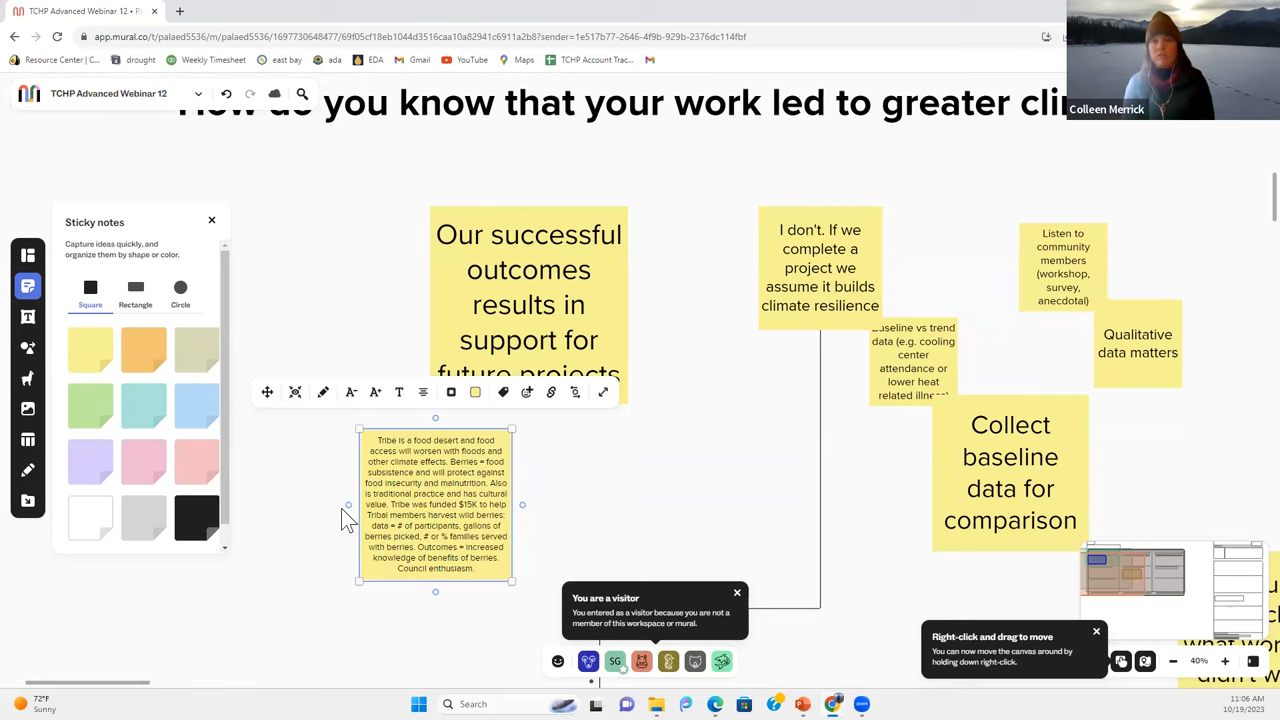 TCHP Advanced Webinar 12 • P
app.mural.co/t/palaed5536/m/palaed5536/1697730648477/69f05cf18eb1044d3516caa10a82941c6911a2b8?sender=1e517b77-2646-4f9b-929b-2376dc114fbf
Resource Center | C...
drought
Weekly Timesheet
east bay
ada
EDA
Gmail
YouTube
Maps
TCHP Account Trac...
TCHP Advanced Webinar 12
How do you know that your work led to greater cli
Colleen Merrick
Sticky notes
Capture ideas quickly, and
organize them by shape or color.
Square
Rectangle
Circle
Our successful
outcomes
results in
support for
future projects
I don't. If we
complete a
project we
assume it builds
climate resilience
Listen to
community
members
(workshop,
survey,
anecdotal)
Baseline vs trend
data (e.g. cooling
center
attendance or
lower heat
related illness)
Qualitative
data matters
Collect
baseline
data for
comparison
Tribe is a food desert and food
access will worsen with floods and
other climate effects. Berries = food
subsistence and will protect against
food insecurity and malnutrition. Also
is traditional practice and has cultural
value. Tribe was funded $15K to help
Tribal members harvest wild berries:
data = # of participants, gallons of
berries picked, # or % families served
with berries. Outcomes = increased
knowledge of benefits of berries.
Council enthusiasm.
You are a visitor
You entered as a visitor because you are not a
member of this workspace or mural.
SG
Right-click and drag to move
You can now move the canvas around by
holding down right-click.
what wor
didn't w
40%
72°F
Sunny
Search
11:06 AM
10/19/2023